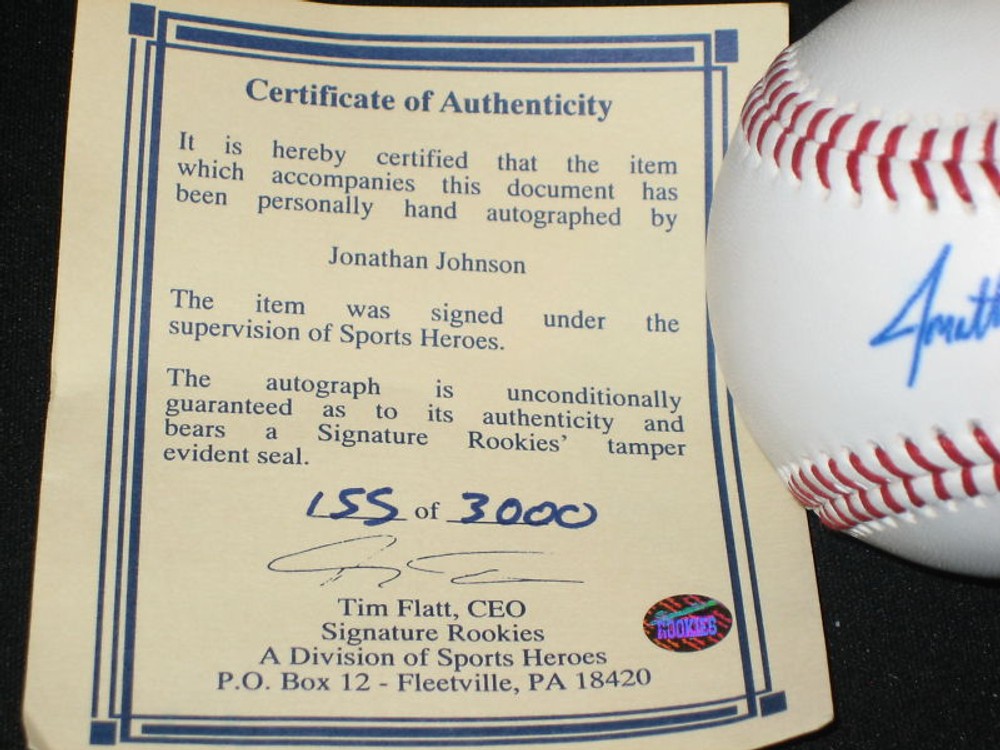 Certificate of Authenticity
It is hereby certified that the item
which accompanies this document has
been personally hand autographed by
Jonathan Johnson
The item was signed under the
supervision of Sports Heroes.
The autograph is unconditionally
guaranteed as to its authenticity and
bears a Signature Rookies' tamper
evident seal.
155 of 3000
Tim Flatt, CEO
Signature Rookies
A Division of Sports Heroes
P.O. Box 12 - Fleetville, PA 18420
ROOKIES
Jonath